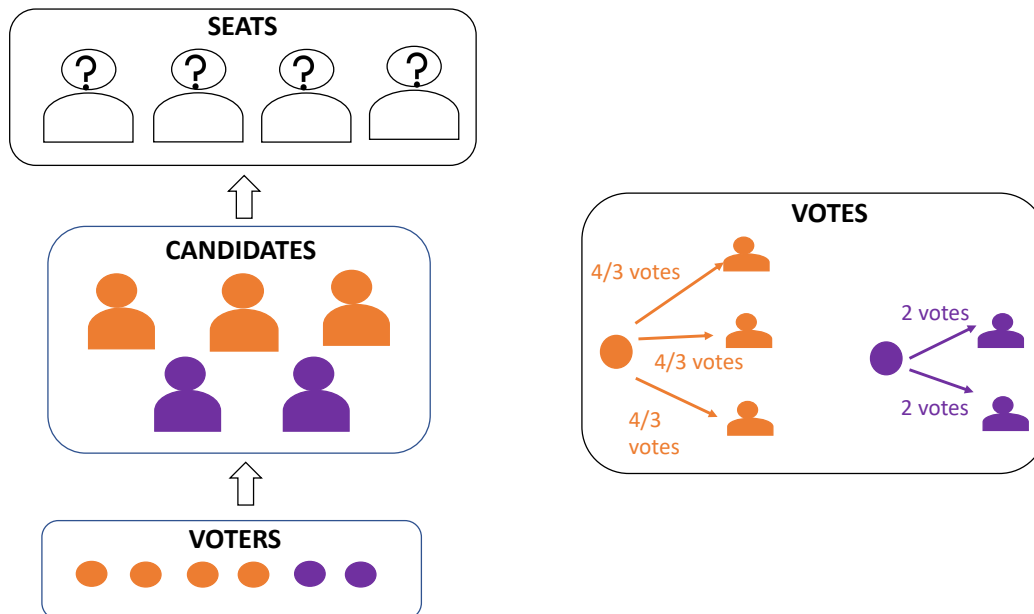 SEATS
? ? ? ?
CANDIDATES
VOTERS
VOTES
4/3 votes
4/3 votes
4/3
votes
2 votes
2 votes